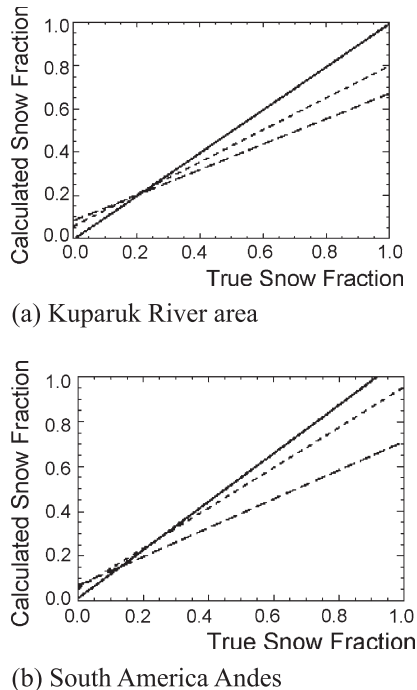 Calculated Snow Fraction
1.0
0.8
0.6
0.4
0.2
0.0
0.0 0.2 0.4 0.6 0.8 1.0
True Snow Fraction
(a) Kuparuk River area
Calculated Snow Fraction
1.0
0.8
0.6
0.4
0.2
0.0
0.0 0.2 0.4 0.6 0.8 1.0
True Snow Fraction
(b) South America Andes